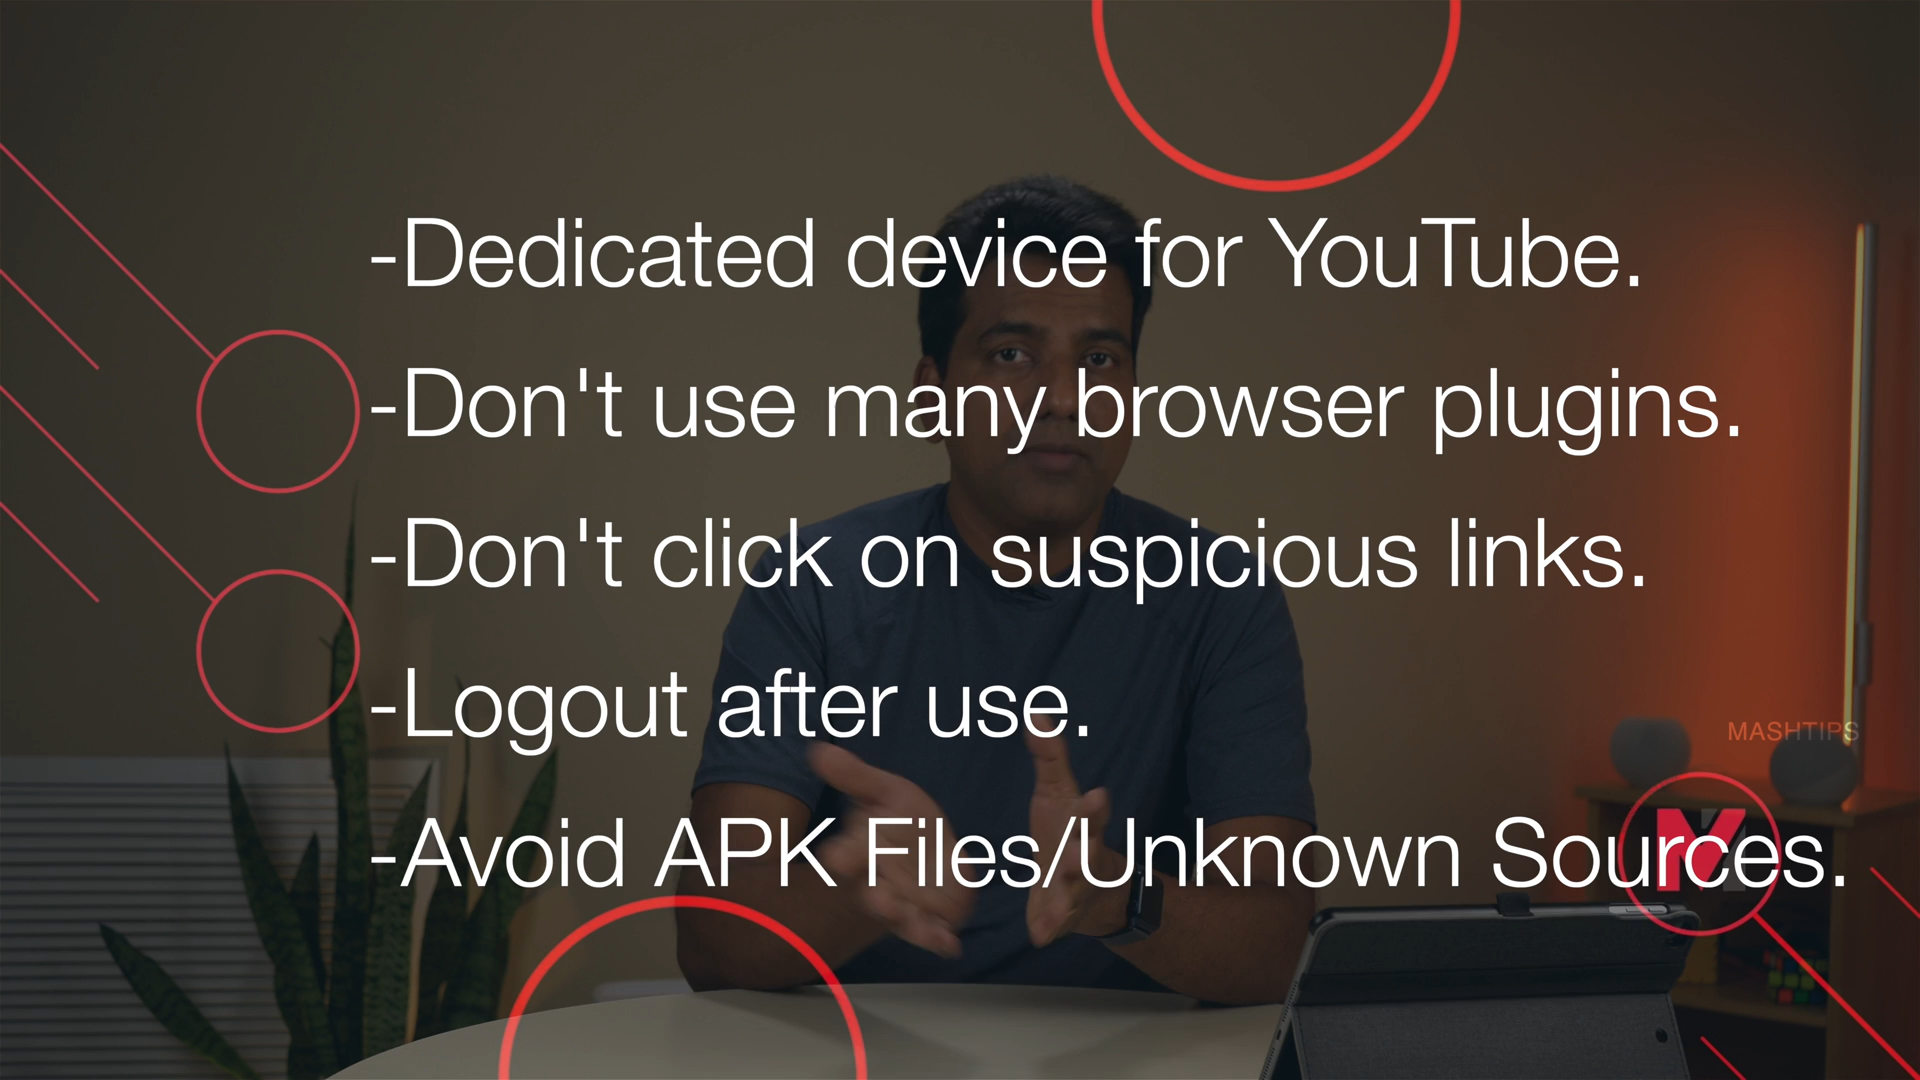 -Dedicated device for YouTube.
-Don't use many browser plugins.
-Don't click on suspicious links.
-Logout after use.
MASHTIPS
-Avoid APK Files/Unknown Sources.